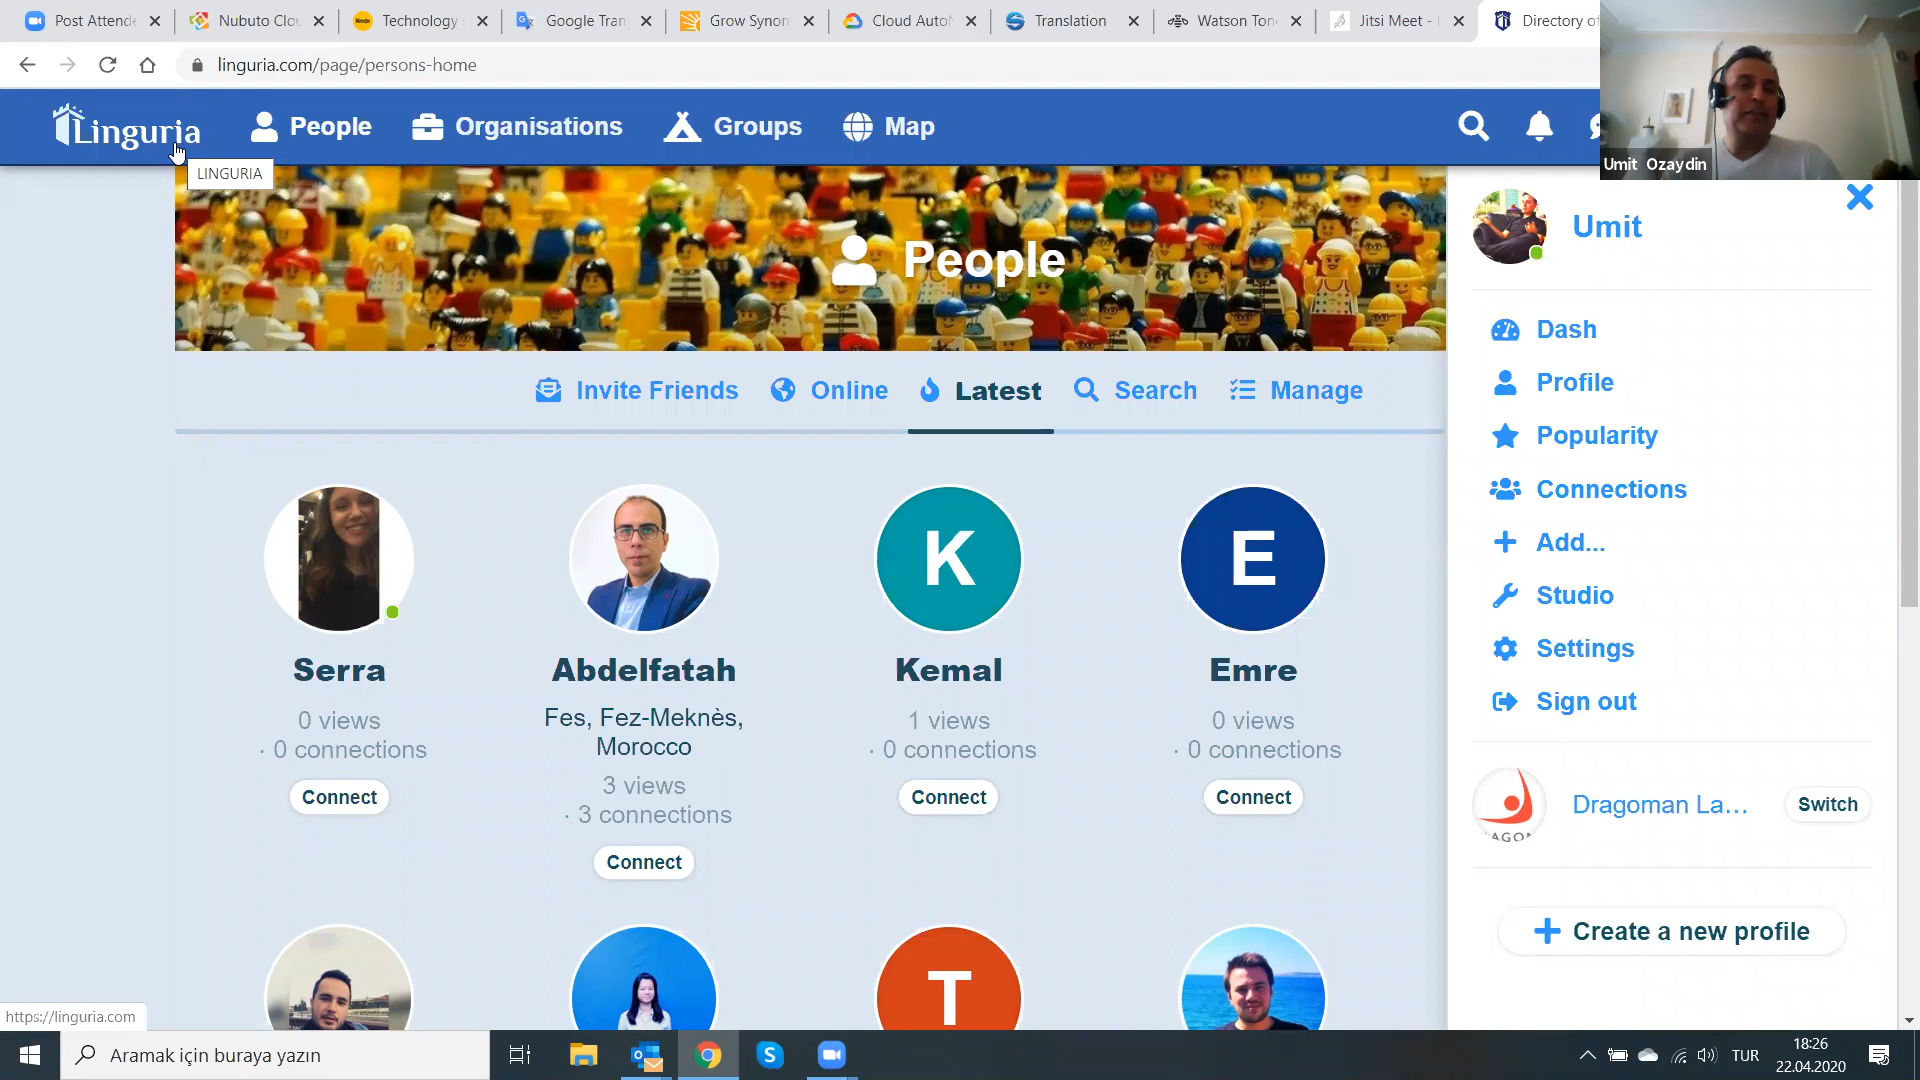 Post Attende
Nubuto Clou
Technology
Google Tran
Grow Synon
Cloud AutoM
Translation
Watson Ton
Jitsi Meet -
Directory of
linguria.com/page/persons-home
Linguria
People
Organisations
Groups
Map
LINGURIA
Umit Ozaydin
People
Umit
Invite Friends
Online
Latest
Search
Manage
Dash
Profile
Popularity
Connections
Add...
Studio
Settings
Sign out
K
E
Serra
Abdelfatah
Kemal
Emre
0 views
· 0 connections
Connect
Fes, Fez-Meknès,
Morocco
3 views
· 3 connections
Connect
1 views
· 0 connections
Connect
0 views
· 0 connections
Connect
Dragoman La...
Switch
Create a new profile
T
https://linguria.com
Aramak için buraya yazın
TUR
18:26
22.04.2020